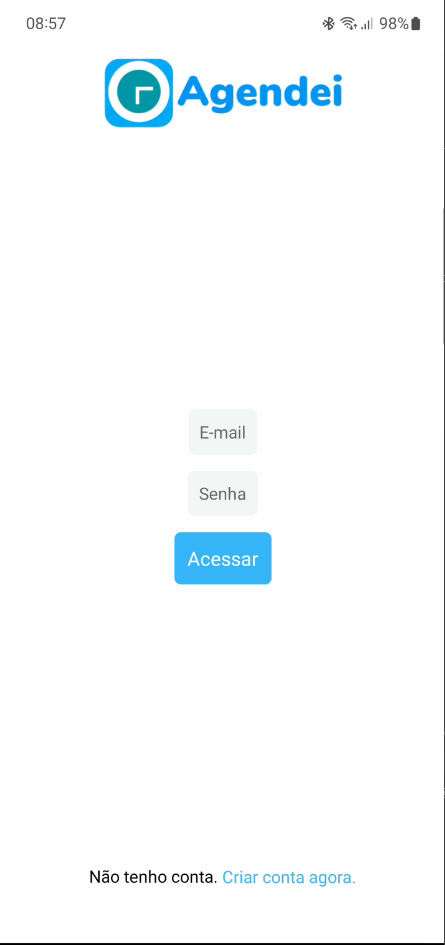 08:57 98%
Agendei
E-mail
Senha
Acessar
Não tenho conta. Criar conta agora.